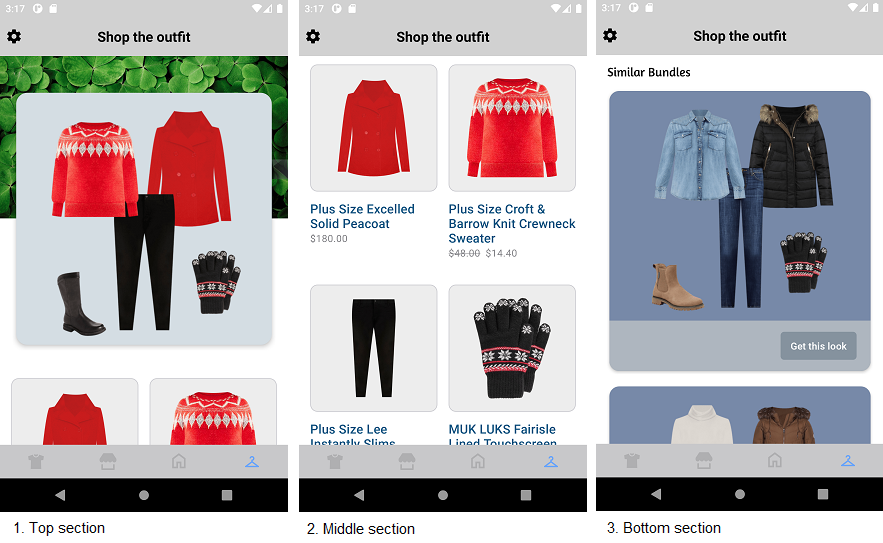 3:17
Shop the outfit
1. Top section
3:17
Shop the outfit
Plus Size Excelled
Solid Peacoat
$180.00
Plus Size Croft &
Barrow Knit Crewneck
Sweater
$48.00 $14.40
Plus Size Lee
Instantly Slims
MUK LUKS Fairisle
Lined Touchscreen
2. Middle section
3:17
Shop the outfit
Similar Bundles
Get this look
3. Bottom section